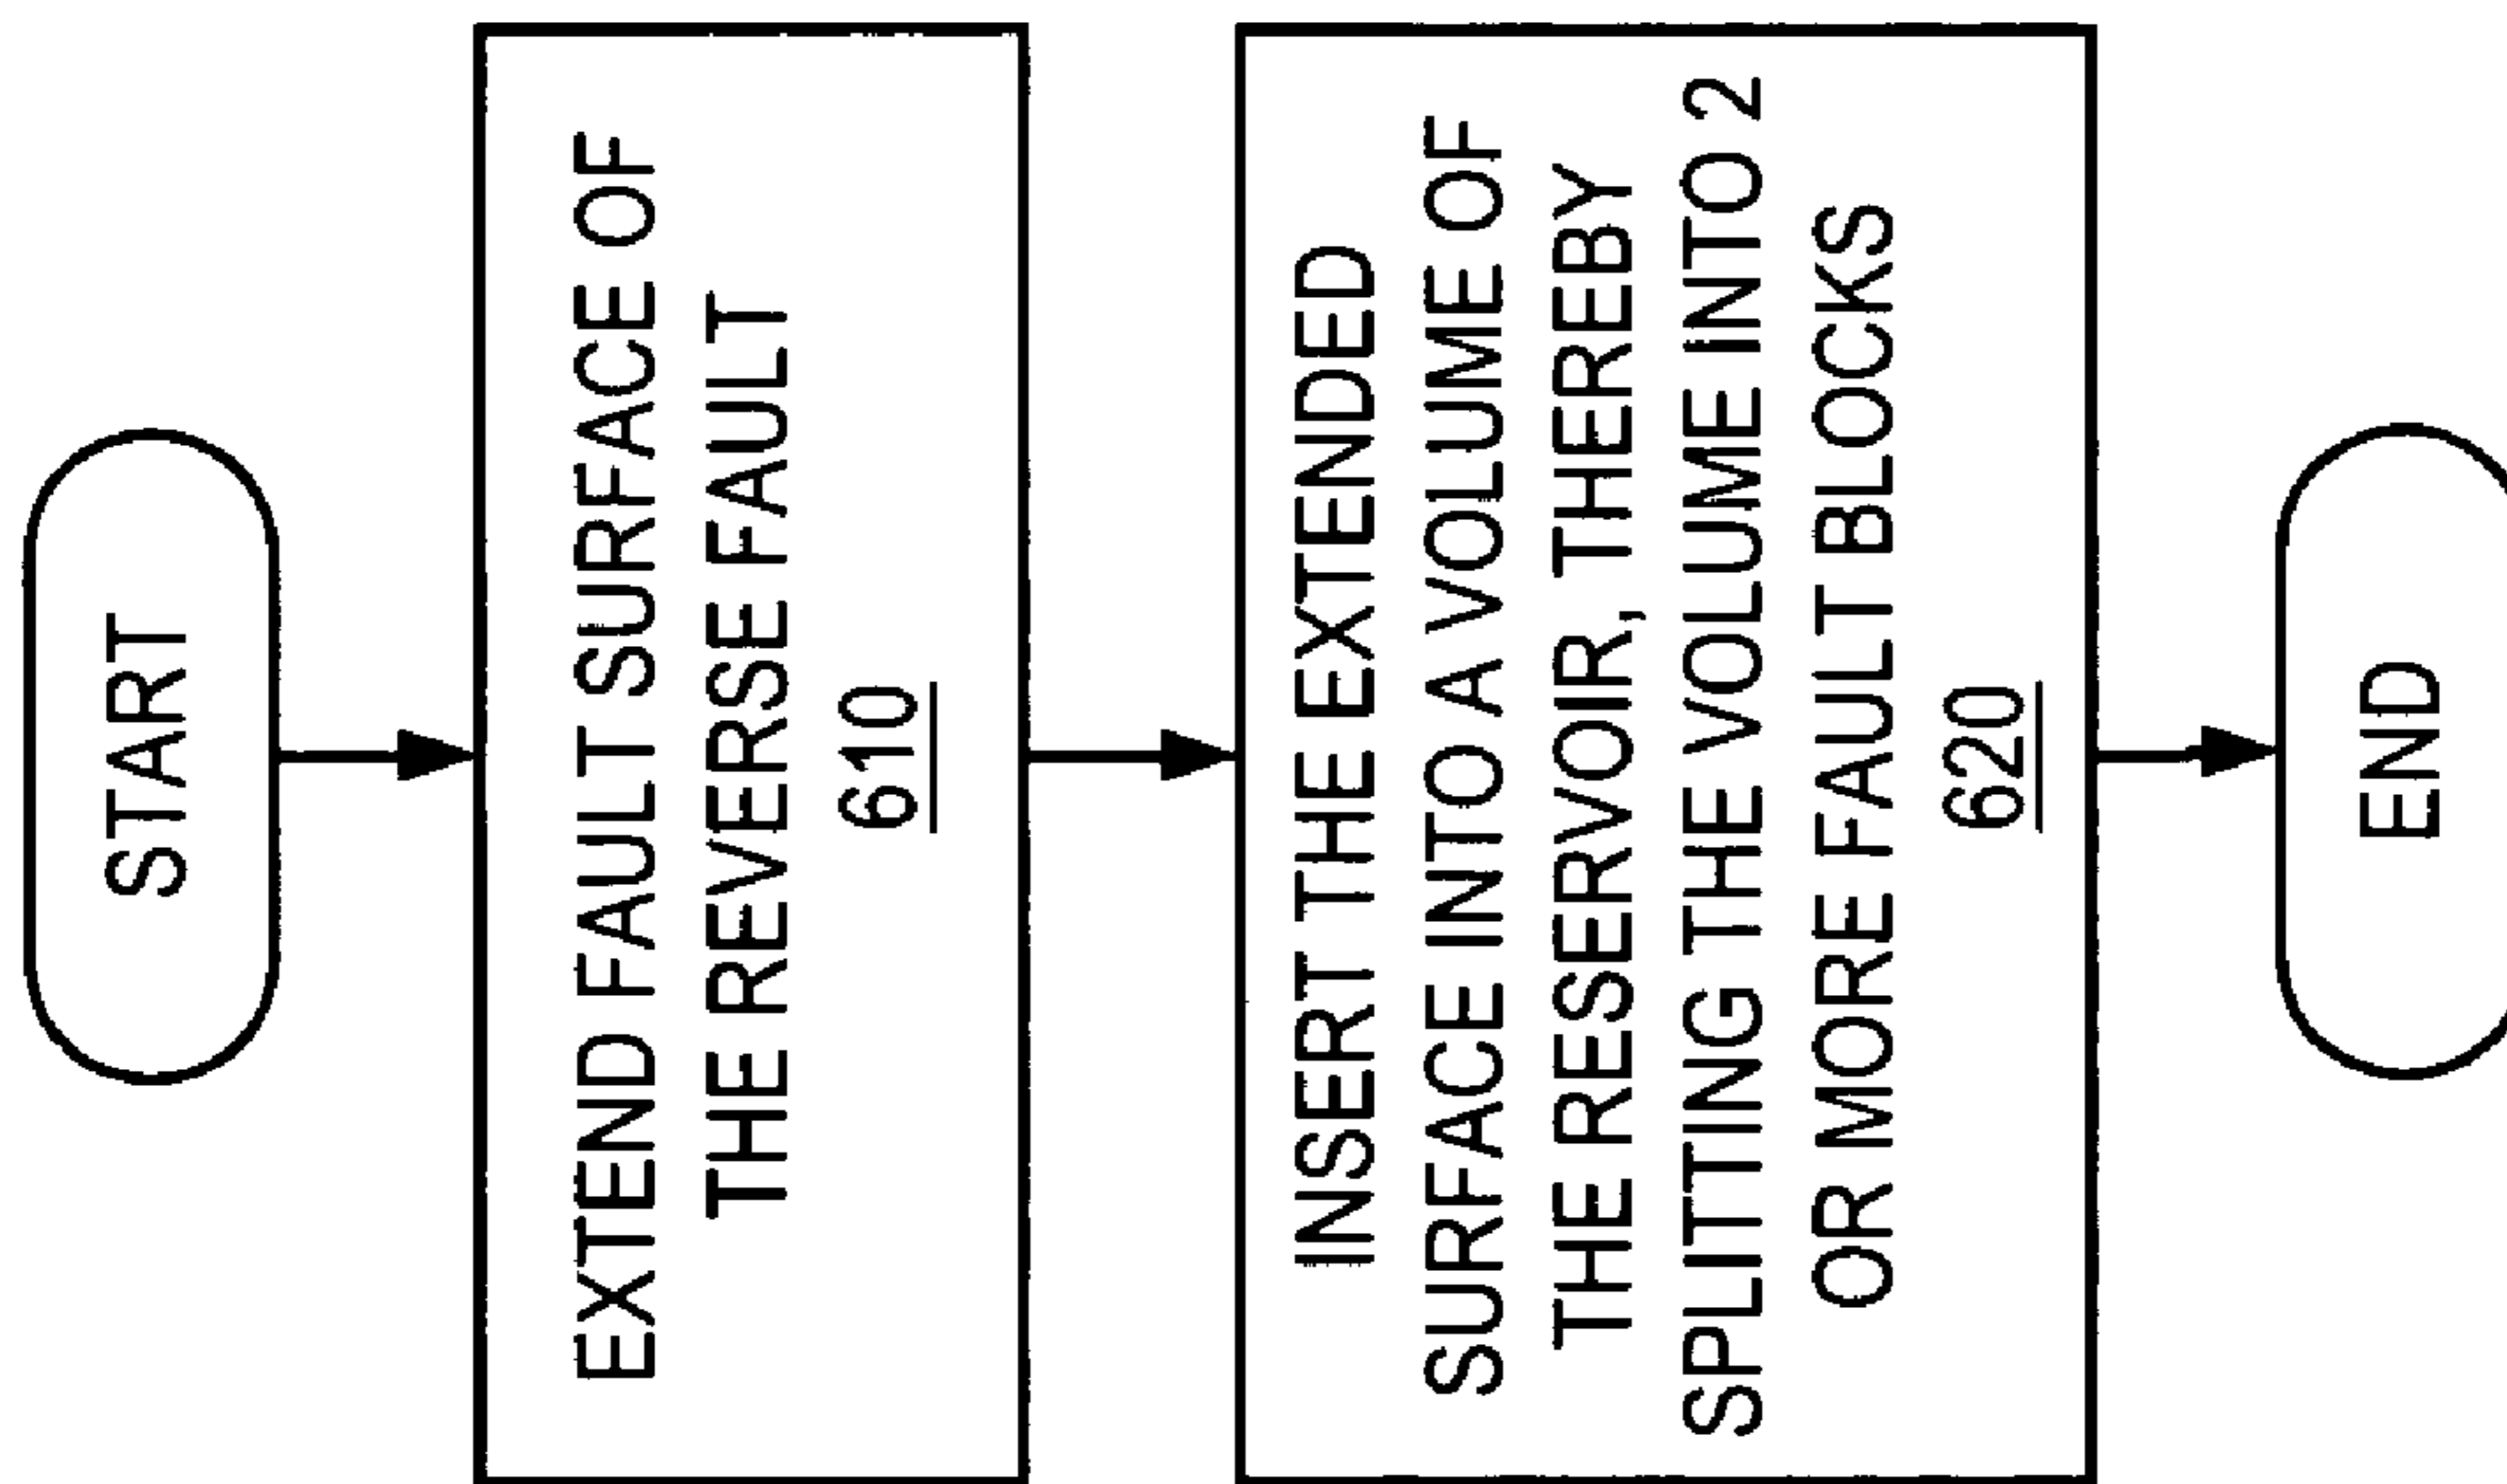 START
EXTEND FAULT SURFACE OF
THE REVERSE FAULT
610
INSERT THE EXTENDED
SURFACE INTO A VOLUME OF
THE RESERVOIR, THEREBY
SPLITTING THE VOLUME INTO 2
OR MORE FAULT BLOCKS
620
END